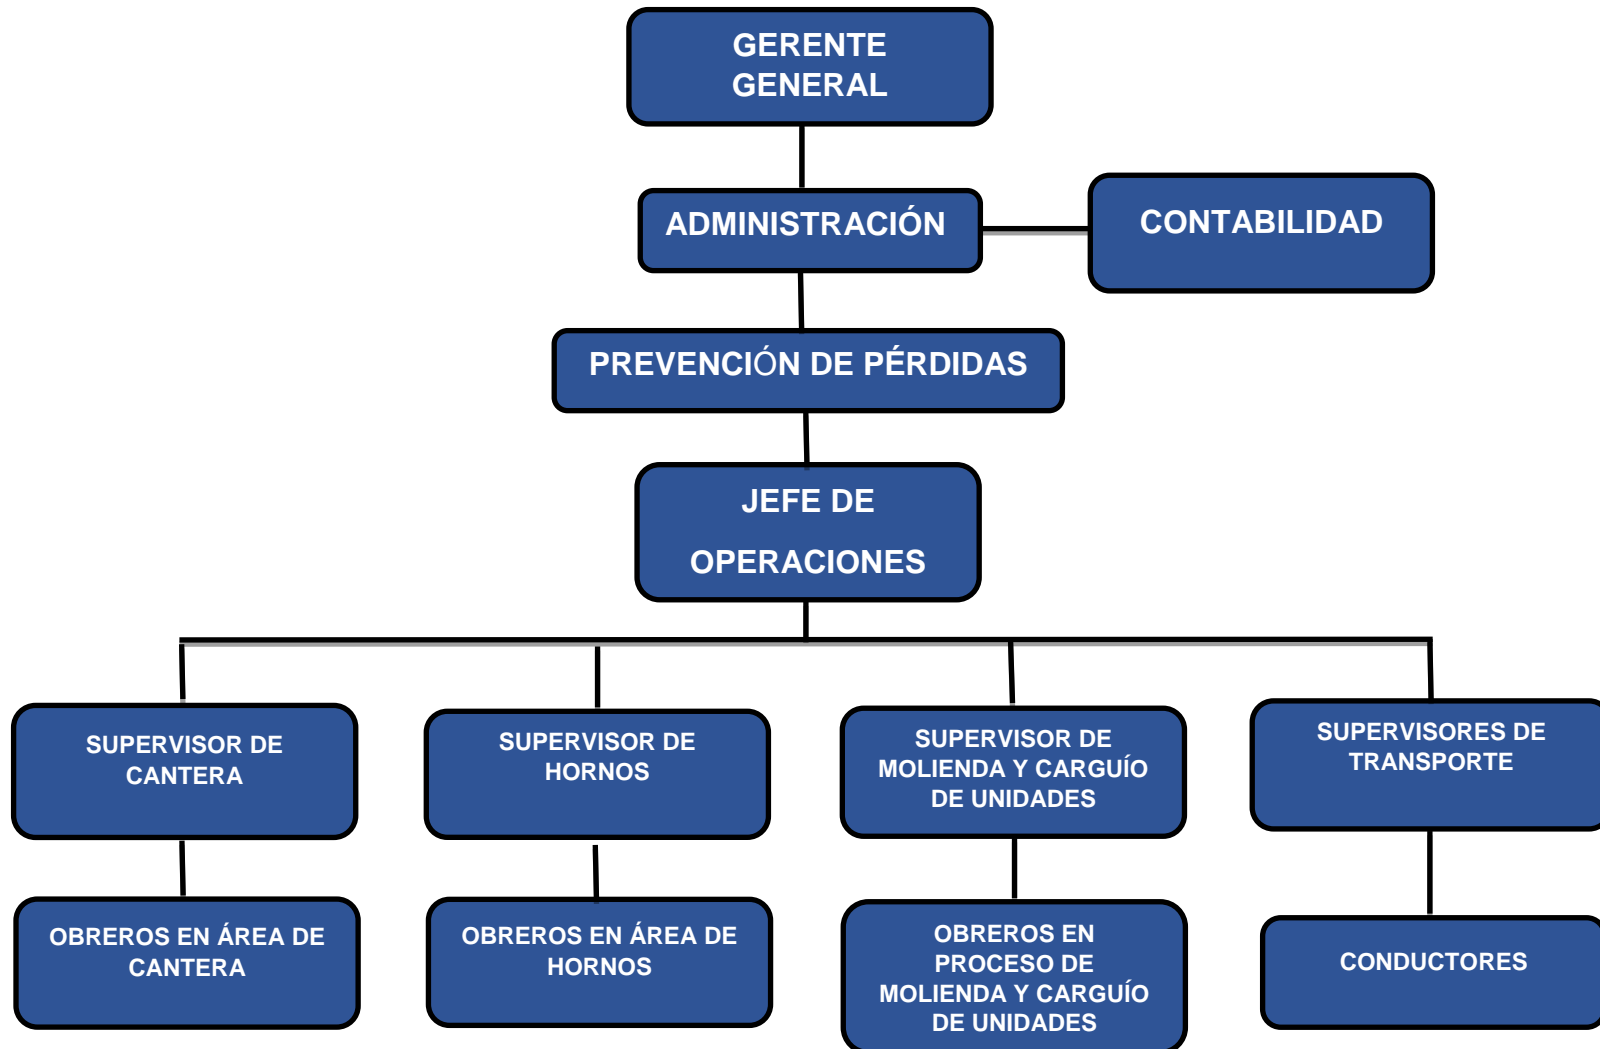 GERENTE
GENERAL
ADMINISTRACIÓN
CONTABILIDAD
PREVENCIÓN DE PÉRDIDAS
JEFE DE
OPERACIONES
SUPERVISOR DE
CANTERA
SUPERVISOR DE
HORNOS
SUPERVISOR DE
MOLIENDA Y CARGUÍO
DE UNIDADES
SUPERVISORES DE
TRANSPORTE
OBREROS EN ÁREA DE
CANTERA
OBREROS EN ÁREA DE
HORNOS
OBREROS EN
PROCESO DE
MOLIENDA Y CARGUÍO
DE UNIDADES
CONDUCTORES